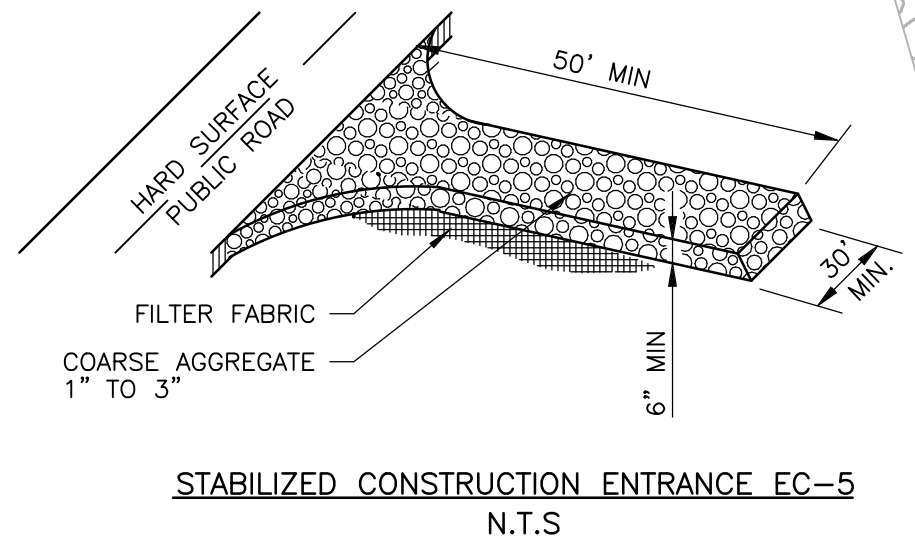 50' MIN
HARD SURFACE
PUBLIC ROAD
30'
MIN.
FILTER FABRIC
COARSE AGGREGATE
1" TO 3"
6" MIN
STABILIZED CONSTRUCTION ENTRANCE EC-5
N.T.S